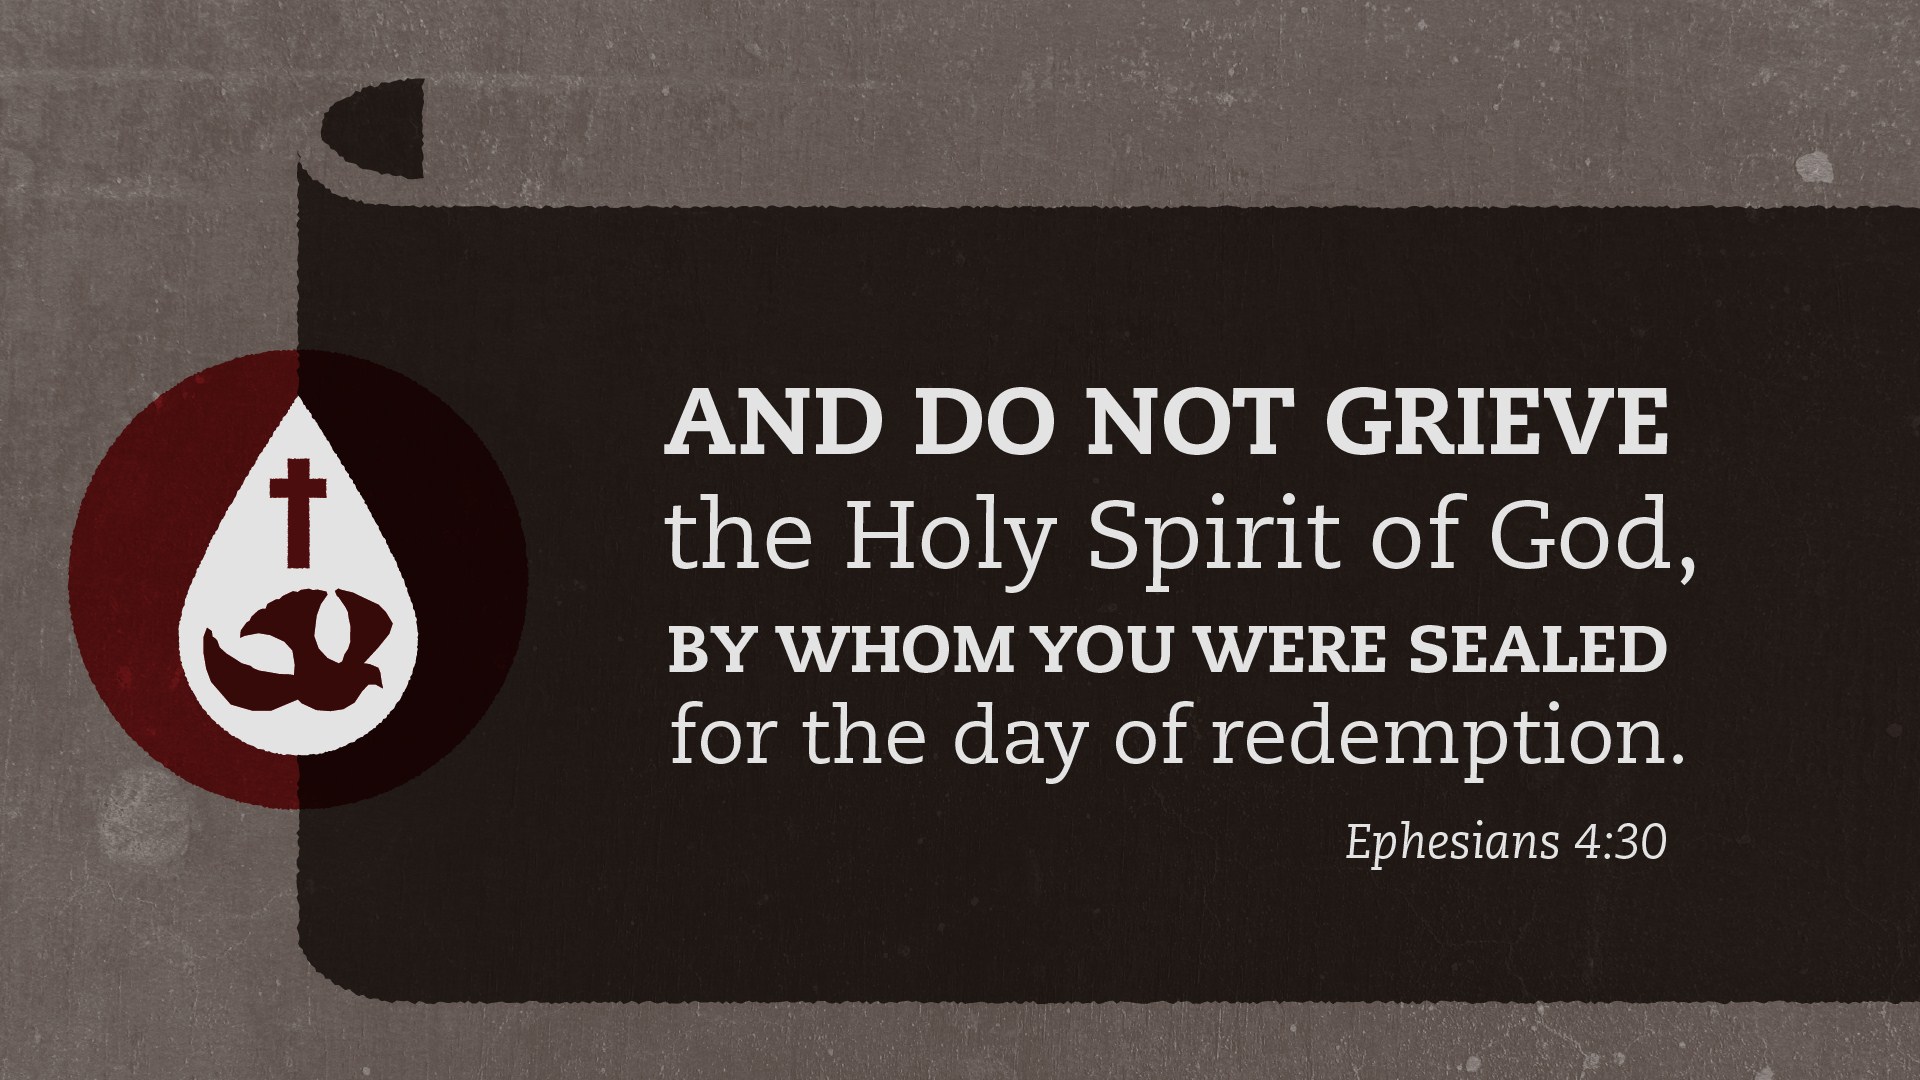 AND DO NOT GRIEVE
the Holy Spirit of God,
BY WHOM YOU WERE SEALED
for the day of redemption.
Ephesians 4:30